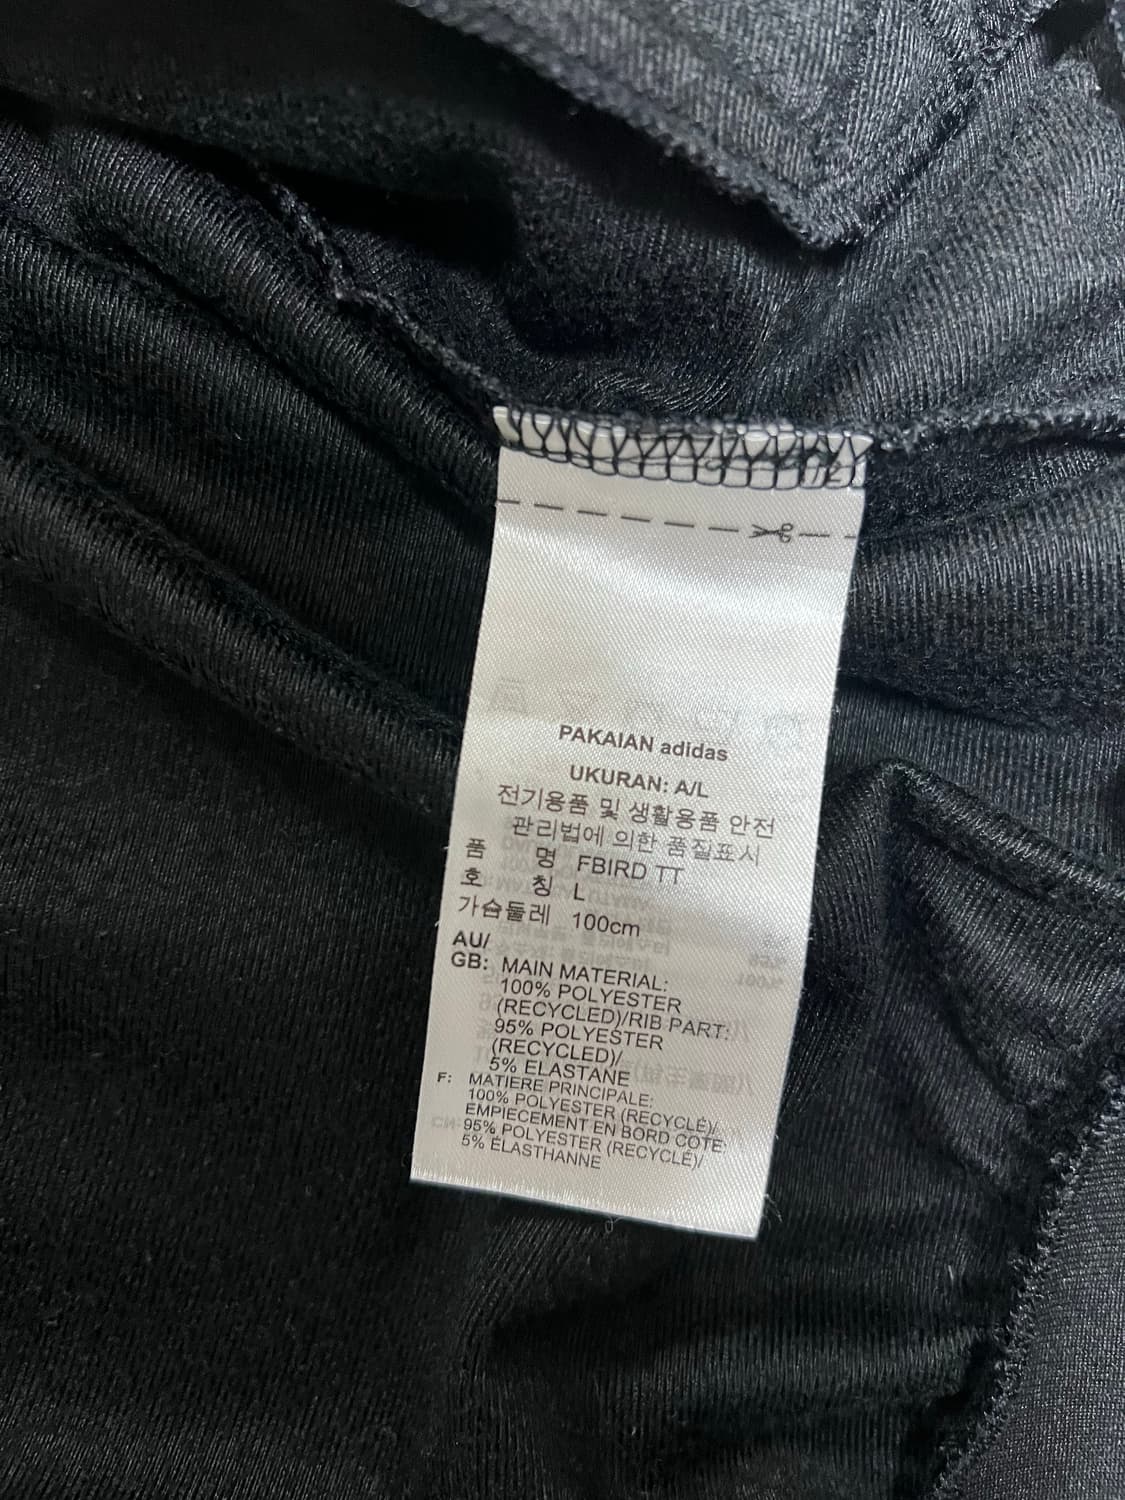 PAKAIAN adidas
UKURAN: A/L
전기용품 및 생활용품 안전
관리법에 의한 품질표시
품 명 FBIRD TT
호 칭 L
가슴둘레 100cm
AU/
GB: MAIN MATERIAL:
100% POLYESTER
(RECYCLED)/RIB PART:
95% POLYESTER
(RECYCLED)/
5% ELASTANE
F: MATIERE PRINCIPALE:
100% POLYESTER (RECYCLÉ)/
EMPIECEMENT EN BORD COTE:
95% POLYESTER (RECYCLÉ)/
5% ÉLASTHANNE